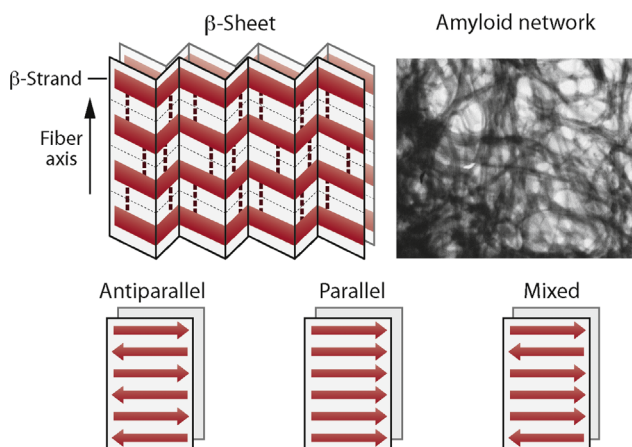 β-Sheet
Amyloid network
β-Strand
Fiber
axis
Antiparallel
Parallel
Mixed